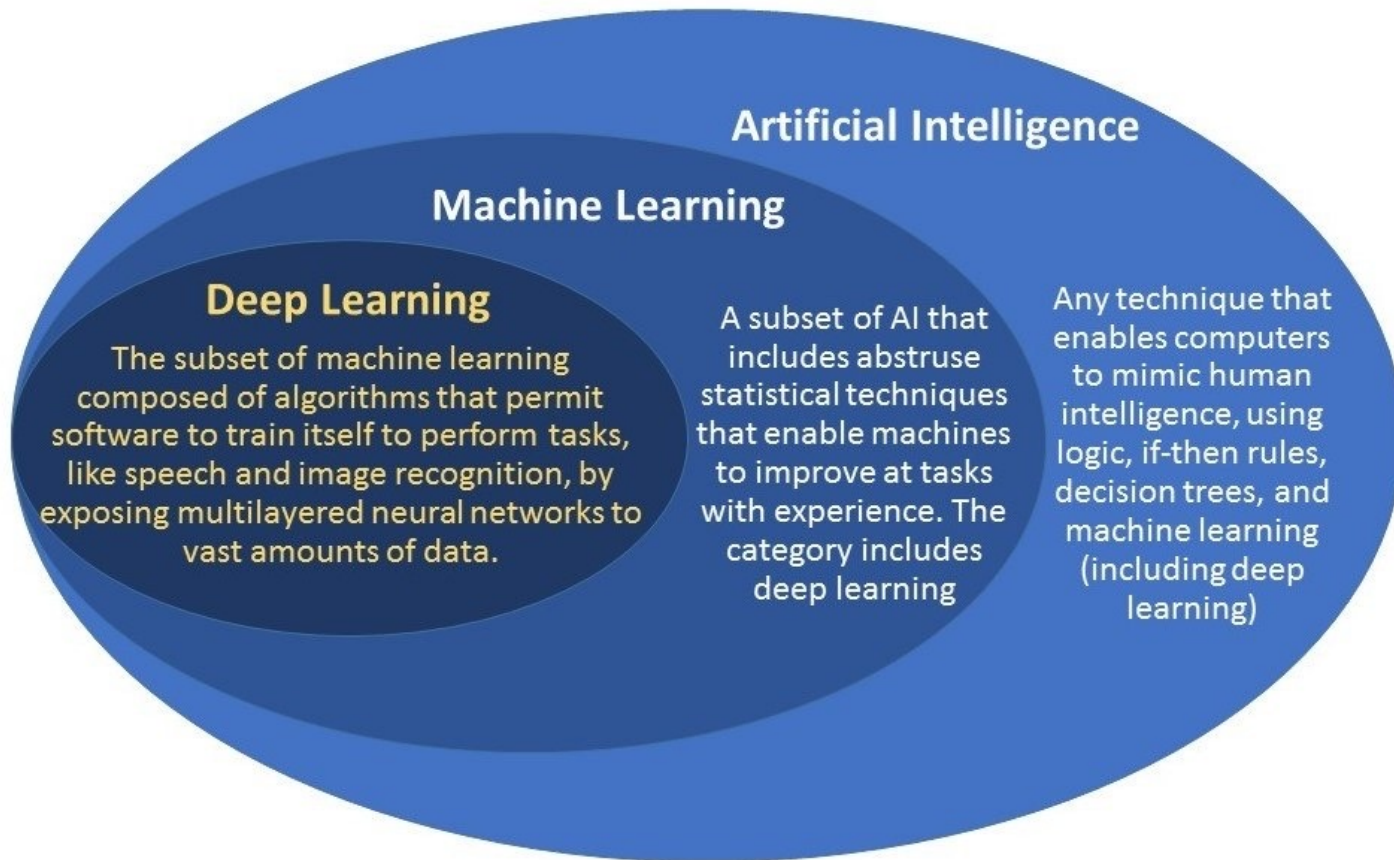 Artificial Intelligence
Machine Learning
Deep Learning
The subset of machine learning
composed of algorithms that permit
software to train itself to perform tasks,
like speech and image recognition, by
exposing multilayered neural networks to
vast amounts of data.
A subset of AI that
includes abstruse
statistical techniques
that enable machines
to improve at tasks
with experience. The
category includes
deep learning
Any technique that
enables computers
to mimic human
intelligence, using
logic, if-then rules,
decision trees, and
machine learning
(including deep
learning)